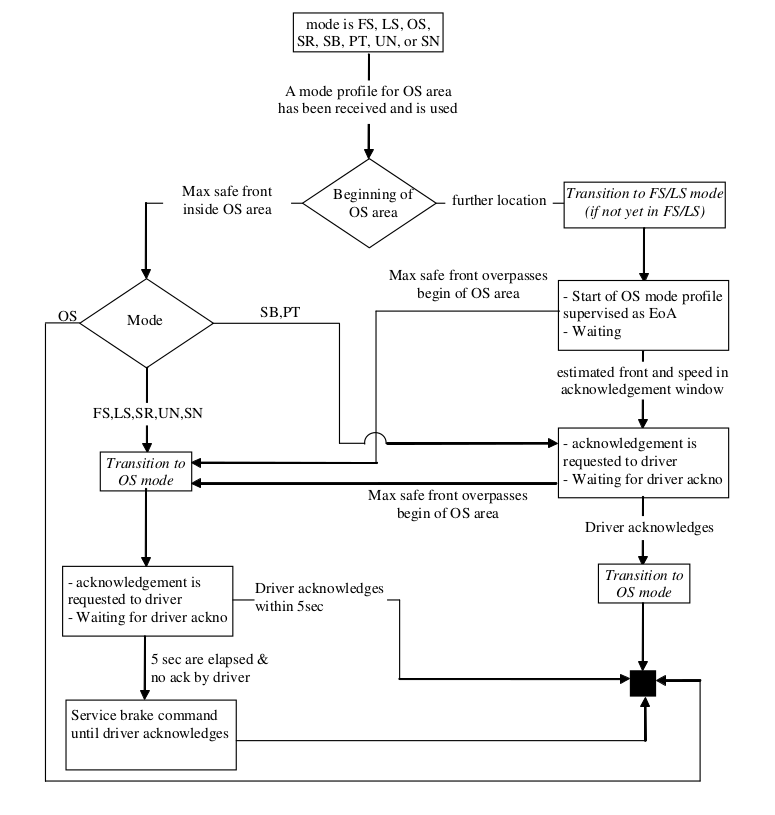 mode is FS, LS, OS,
SR, SB, PT, UN, or SN
A mode profile for OS area
has been received and is used
Max safe front
inside OS area
Beginning of
OS area
further location
Transition to FS/LS mode
(if not yet in FS/LS)
Max safe front overpasses
begin of OS area
- Start of OS mode profile
supervised as EoA
- Waiting
OS
Mode
SB,PT
estimated front and speed in
acknowledgement window
FS,LS,SR,UN,SN
- acknowledgement is
requested to driver
- Waiting for driver ackno
Transition to
OS mode
Max safe front overpasses
begin of OS area
Driver acknowledges
Transition to
OS mode
- acknowledgement is
requested to driver
- Waiting for driver ackno
Driver acknowledges
within 5sec
5 sec are elapsed &
no ack by driver
Service brake command
until driver acknowledges